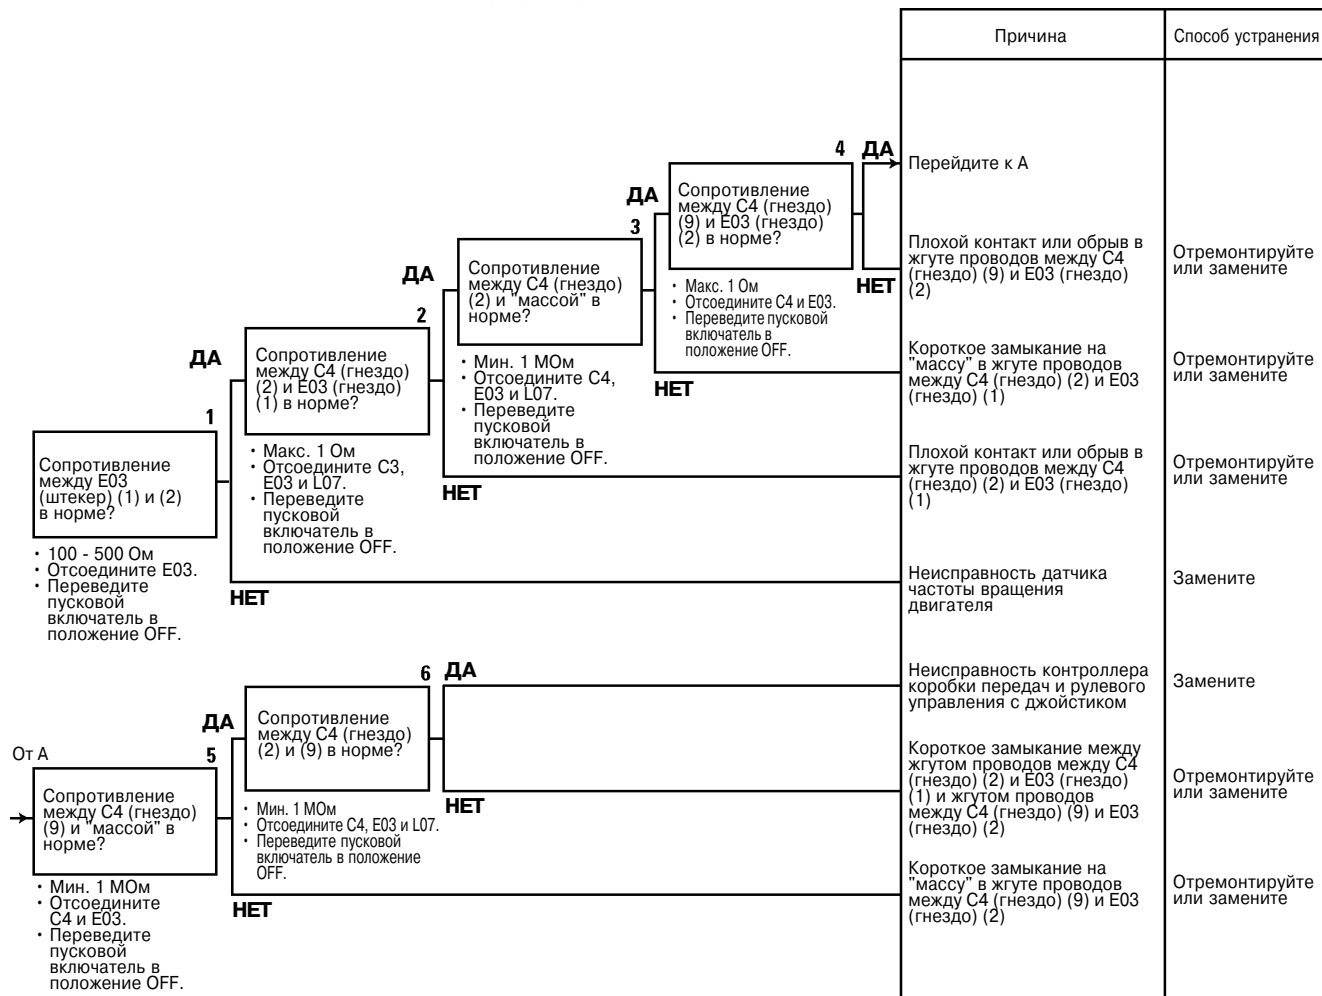 Причина
Способ устранения
4
ДА
Перейдите к А
ДА
Сопротивление
между С4 (гнездо)
(9) и Е03 (гнездо)
(2) в норме?
3
НЕТ
Плохой контакт или обрыв в
жгуте проводов между С4
(гнездо) (9) и Е03 (гнездо)
(2)
Отремонтируйте
или замените
• Макс. 1 Ом
• Отсоедините С4 и Е03.
• Переведите пусковой
включатель в
положение OFF.
ДА
Сопротивление
между С4 (гнездо)
(2) и "массой" в
норме?
2
НЕТ
Короткое замыкание на
"массу" в жгуте проводов
между С4 (гнездо) (2) и Е03
(гнездо) (1)
Отремонтируйте
или замените
• Мин. 1 МОм
• Отсоедините С4,
Е03 и L07.
• Переведите
пусковой
включатель в
положение OFF.
ДА
Сопротивление
между С4 (гнездо)
(2) и Е03 (гнездо)
(1) в норме?
1
НЕТ
Плохой контакт или обрыв в
жгуте проводов между С4
(гнездо) (2) и Е03 (гнездо)
(1)
Отремонтируйте
или замените
• Макс. 1 Ом
• Отсоедините С3,
Е03 и L07.
• Переведите
пусковой
включатель в
положение OFF.
Сопротивление
между Е03
(штекер) (1) и (2)
в норме?
• 100 - 500 Ом
• Отсоедините Е03.
• Переведите
пусковой
включатель в
положение OFF.
НЕТ
Неисправность датчика
частоты вращения
двигателя
Замените
6
ДА
Неисправность контроллера
коробки передач и рулевого
управления с джойстиком
Замените
ДА
Сопротивление
между С4 (гнездо)
(2) и (9) в норме?
НЕТ
Короткое замыкание между
жгутом проводов между С4
(гнездо) (2) и Е03 (гнездо)
(1) и жгутом проводов
между С4 (гнездо) (9) и Е03
(гнездо) (2)
Отремонтируйте
или замените
• Мин. 1 МОм
• Отсоедините С4, Е03 и L07.
• Переведите пусковой
включатель в положение
OFF.
От А
5
Сопротивление
между С4 (гнездо)
(9) и "массой" в
норме?
НЕТ
Короткое замыкание на
"массу" в жгуте проводов
между С4 (гнездо) (9) и Е03
(гнездо) (2)
Отремонтируйте
или замените
• Мин. 1 МОм
• Отсоедините
С4 и Е03.
• Переведите
пусковой
включатель в
положение OFF.